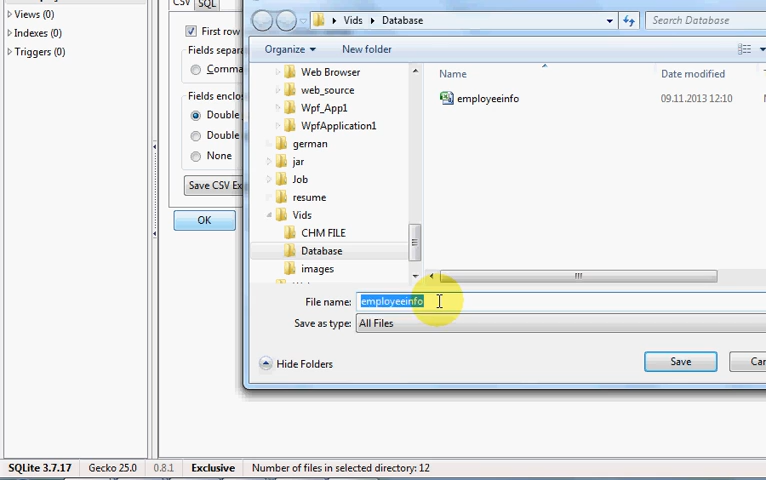 CSV SQL
Views (0)
Indexes (0)
Triggers (0)
First row
Fields separa
Comma
Fields enclos
Double
Double
None
Save CSV Ex
OK
Vids Database
Search Database
Organize New folder
Web Browser
web_source
Wpf_App1
WpfApplication1
german
jar
Job
resume
Vids
CHM FILE
Database
images
Name Date modified
employeeinfo 09.11.2013 12:10
File name: employeeinfo
Save as type: All Files
Hide Folders
Save Can
SQLite 3.7.17 Gecko 25.0 0.8.1 Exclusive Number of files in selected directory: 12